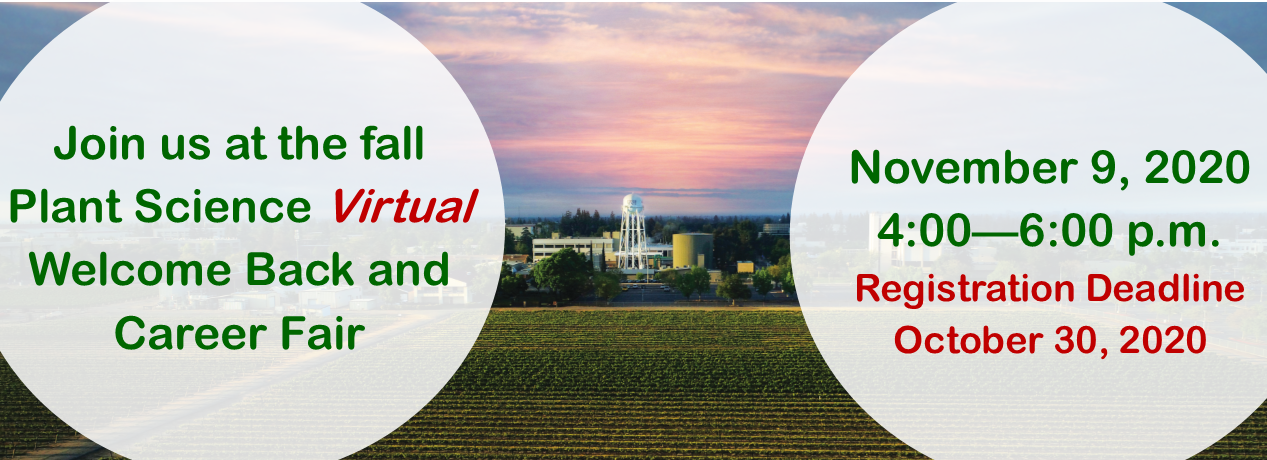 Join us at the fall
Plant Science Virtual
Welcome Back and
Career Fair
November 9, 2020
4:00—6:00 p.m.
Registration Deadline
October 30, 2020